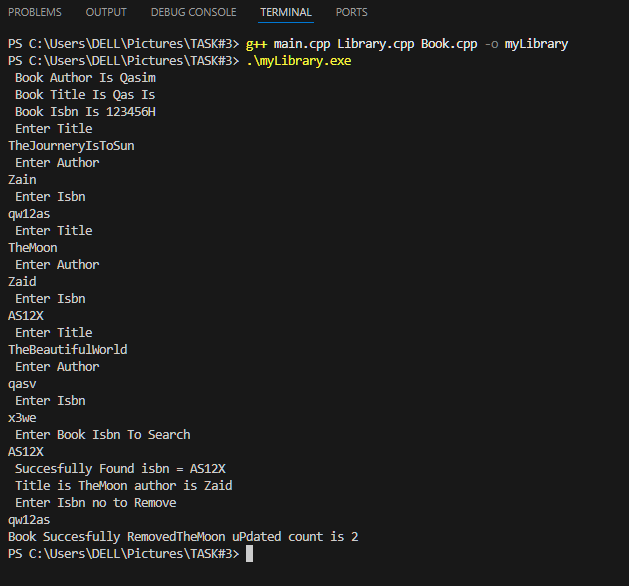 PROBLEMS OUTPUT DEBUG CONSOLE TERMINAL PORTS
PS C:\Users\DELL\Pictures\TASK#3> g++ main.cpp Library.cpp Book.cpp -o myLibrary
PS C:\Users\DELL\Pictures\TASK#3> .\myLibrary.exe
Book Author Is Qasim
Book Title Is Qas Is
Book Isbn Is 123456H
Enter Title
TheJourneryIsToSun
Enter Author
Zain
Enter Isbn
qw12as
Enter Title
TheMoon
Enter Author
Zaid
Enter Isbn
AS12X
Enter Title
TheBeautifulWorld
Enter Author
qasv
Enter Isbn
x3we
Enter Book Isbn To Search
AS12X
Succesfully Found isbn = AS12X
Title is TheMoon author is Zaid
Enter Isbn no to Remove
qw12as
Book Succesfully RemovedTheMoon uPdated count is 2
PS C:\Users\DELL\Pictures\TASK#3>